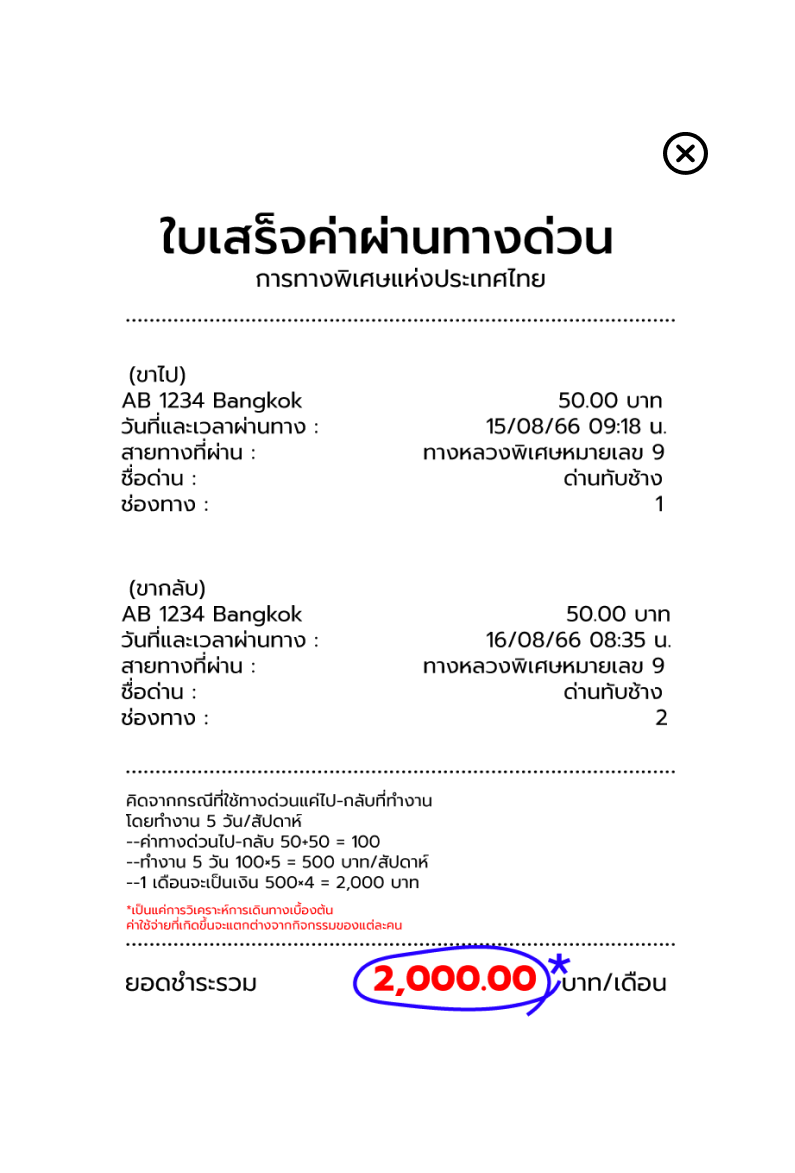 ใบเสร็จค่าผ่านทางด่วน
การทางพิเศษแห่งประเทศไทย
(ขาไป)
AB 1234 Bangkok 50.00 บาท
วันที่และเวลาผ่านทาง : 15/08/66 09:18 น.
สายทางที่ผ่าน : ทางหลวงพิเศษหมายเลข 9
ชื่อด่าน : ด่านทับช้าง
ช่องทาง : 1
(ขากลับ)
AB 1234 Bangkok 50.00 บาท
วันที่และเวลาผ่านทาง : 16/08/66 08:35 น.
สายทางที่ผ่าน : ทางหลวงพิเศษหมายเลข 9
ชื่อด่าน : ด่านทับช้าง
ช่องทาง : 2
คิดจากกรณีที่ใช้ทางด่วนแค่ไป-กลับที่ทำงาน
โดยทำงาน 5 วัน/สัปดาห์
--ค่าทางด่วนไป-กลับ 50+50 = 100
--ทำงาน 5 วัน 100×5 = 500 บาท/สัปดาห์
--1 เดือนจะเป็นเงิน 500×4 = 2,000 บาท
*เป็นแค่การวิเคราะห์การเดินทางเบื้องต้น
ค่าใช้จ่ายที่เกิดขึ้นจะแตกต่างจากกิจกรรมของแต่ละคน
ยอดชำระรวม 2,000.00* บาท/เดือน